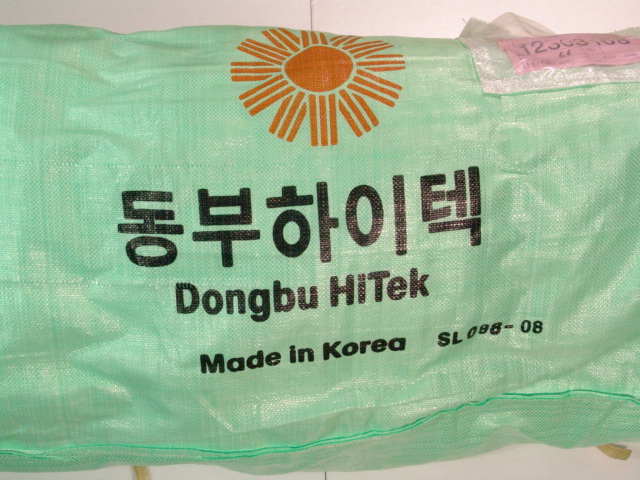 동부하이텍
Dongbu HiTek
Made in Korea
SL 096-08